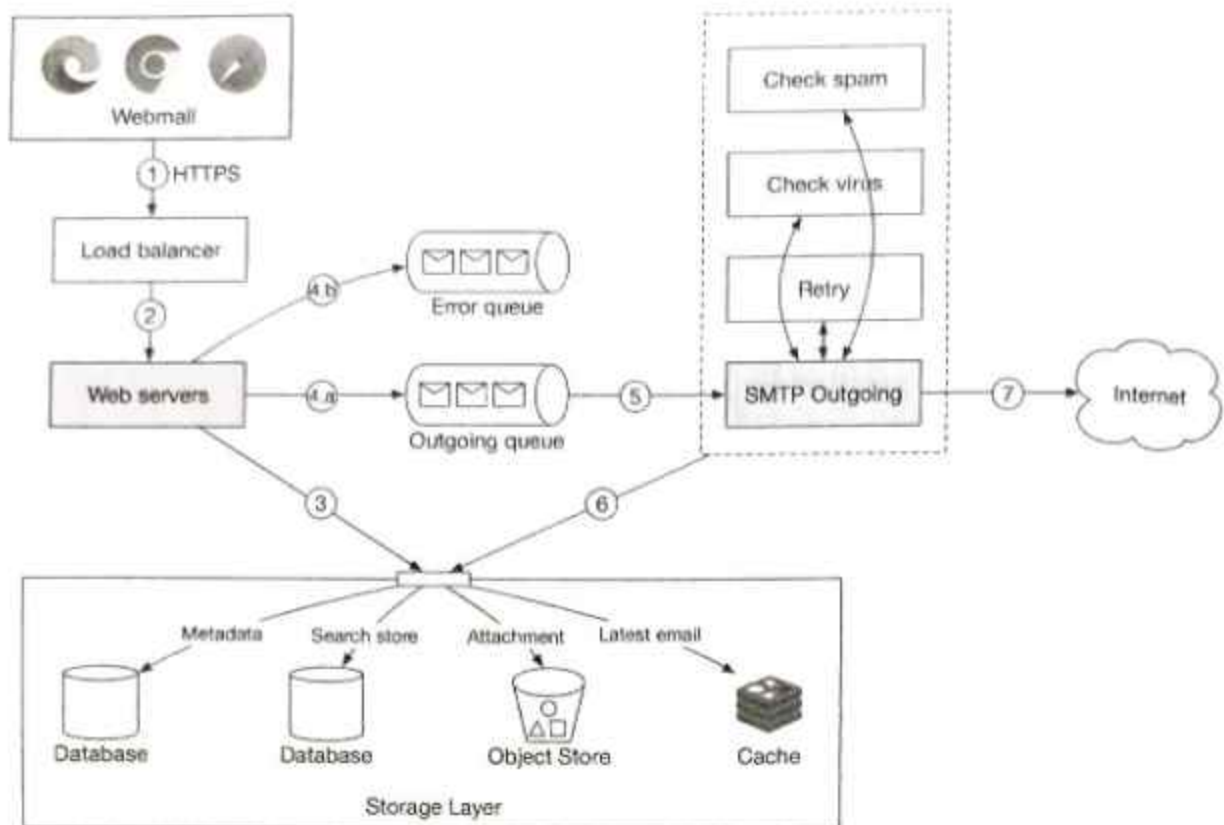 Webmail
1 HTTPS
Load balancer
2
Web servers
4.b
Error queue
4.a
Outgoing queue
5
Check spam
Check virus
Retry
SMTP Outgoing
7
Internet
3
6
Metadata
Search store
Attachment
Latest email
Database
Database
Object Store
Cache
Storage Layer